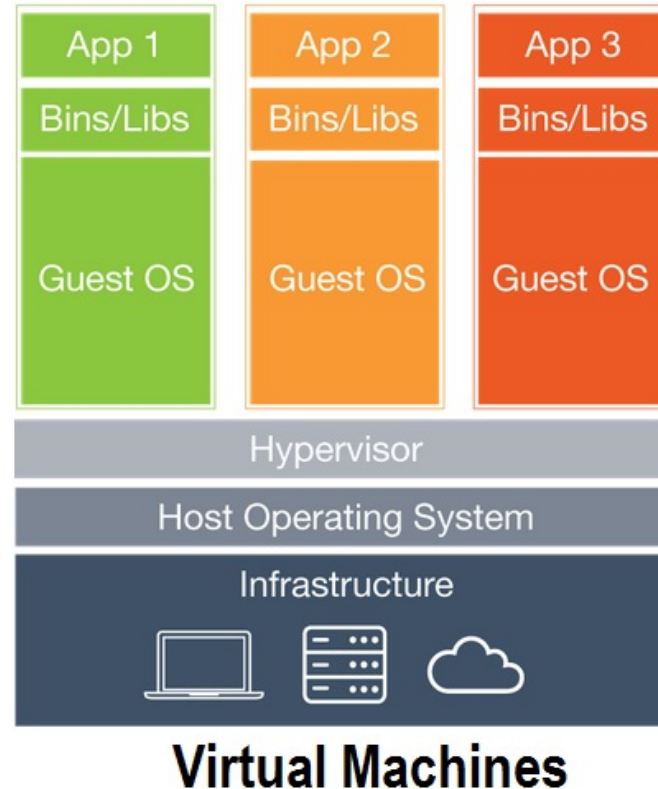 App 1
App 2
App 3
Bins/Libs
Bins/Libs
Bins/Libs
Guest OS
Guest OS
Guest OS
Hypervisor
Host Operating System
Infrastructure
Virtual Machines